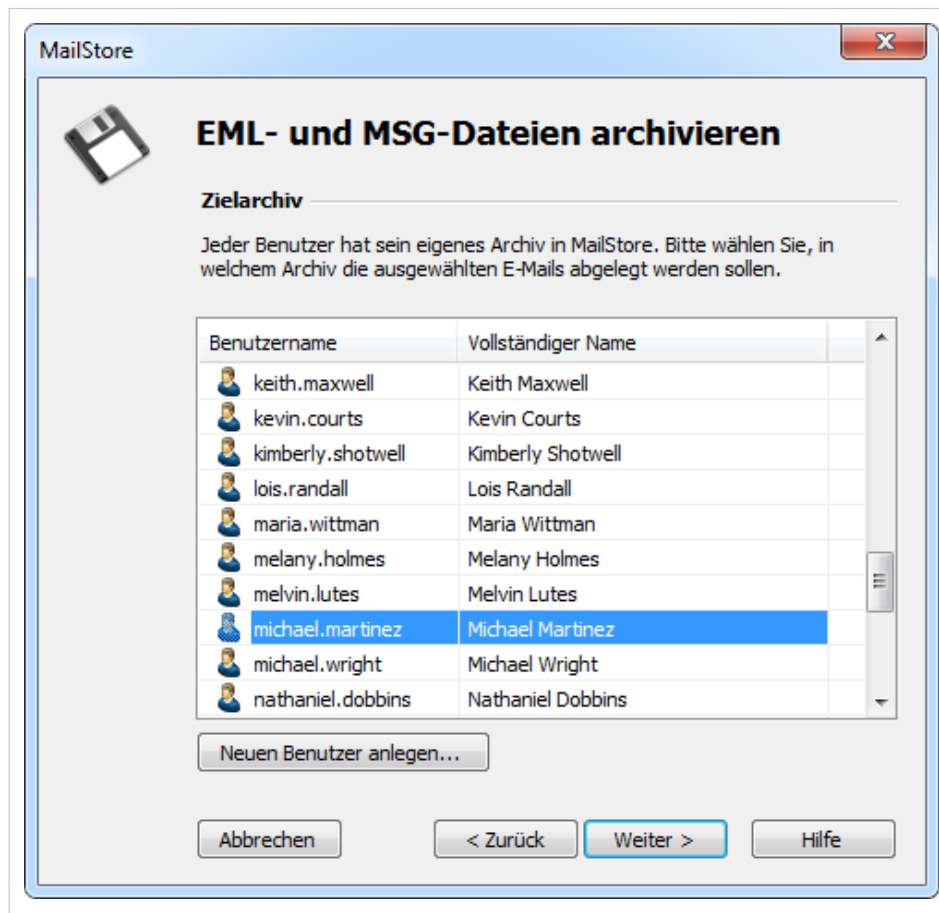 MailStore
EML- und MSG-Dateien archivieren
Zielarchiv
Jeder Benutzer hat sein eigenes Archiv in MailStore. Bitte wählen Sie, in
welchem Archiv die ausgewählten E-Mails abgelegt werden sollen.
Benutzername Vollständiger Name
keith.maxwell Keith Maxwell
kevin.courts Kevin Courts
kimberly.shotwell Kimberly Shotwell
lois.randall Lois Randall
maria.wittman Maria Wittman
melany.holmes Melany Holmes
melvin.lutes Melvin Lutes
michael.martinez Michael Martinez
michael.wright Michael Wright
nathaniel.dobbins Nathaniel Dobbins
Neuen Benutzer anlegen...
Abbrechen < Zurück Weiter > Hilfe